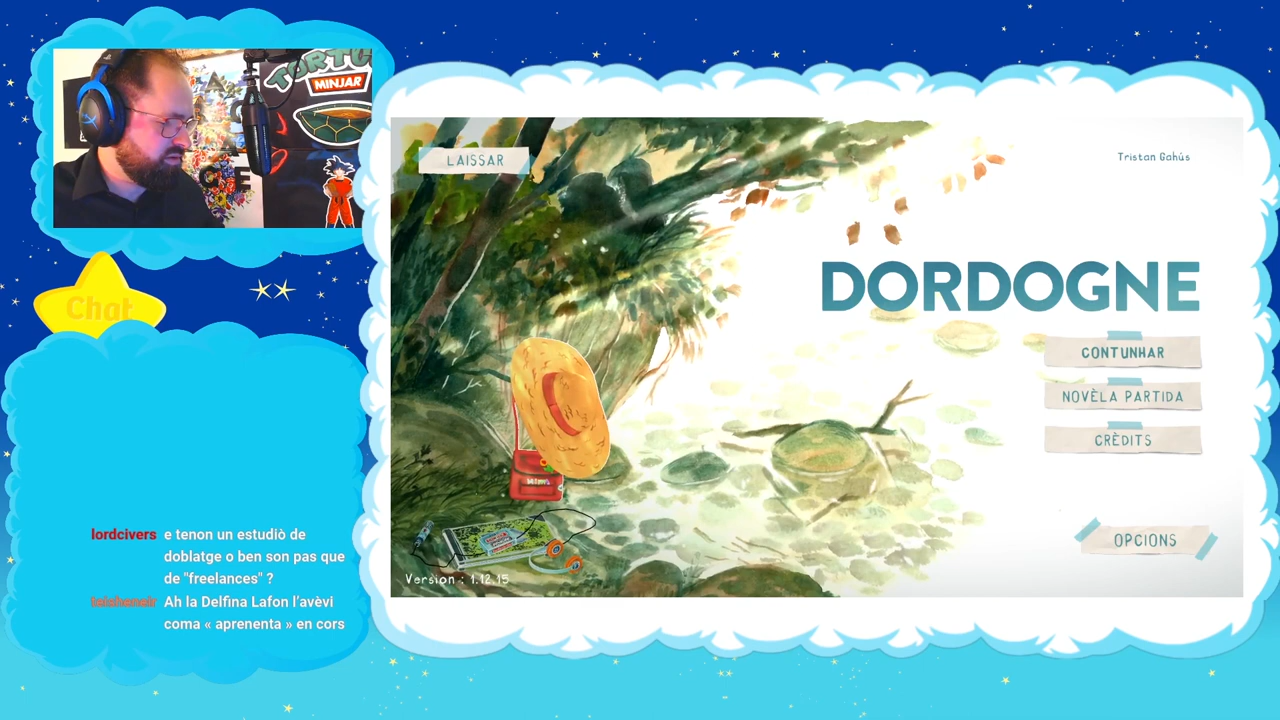 TORTU
MINJAR
LAISSAR
Tristan Gahús
DORDOGNE
CONTUNHAR
NOVÈLA PARTIDA
CRÈDITS
OPCIONS
Version : 1.12.15
Chat
lordcivers e tenon un estudiò de
doblatge o ben son pas que
de "freelances" ?
Ah la Delfina Lafon l'avèvi
coma « aprenenta » en cors